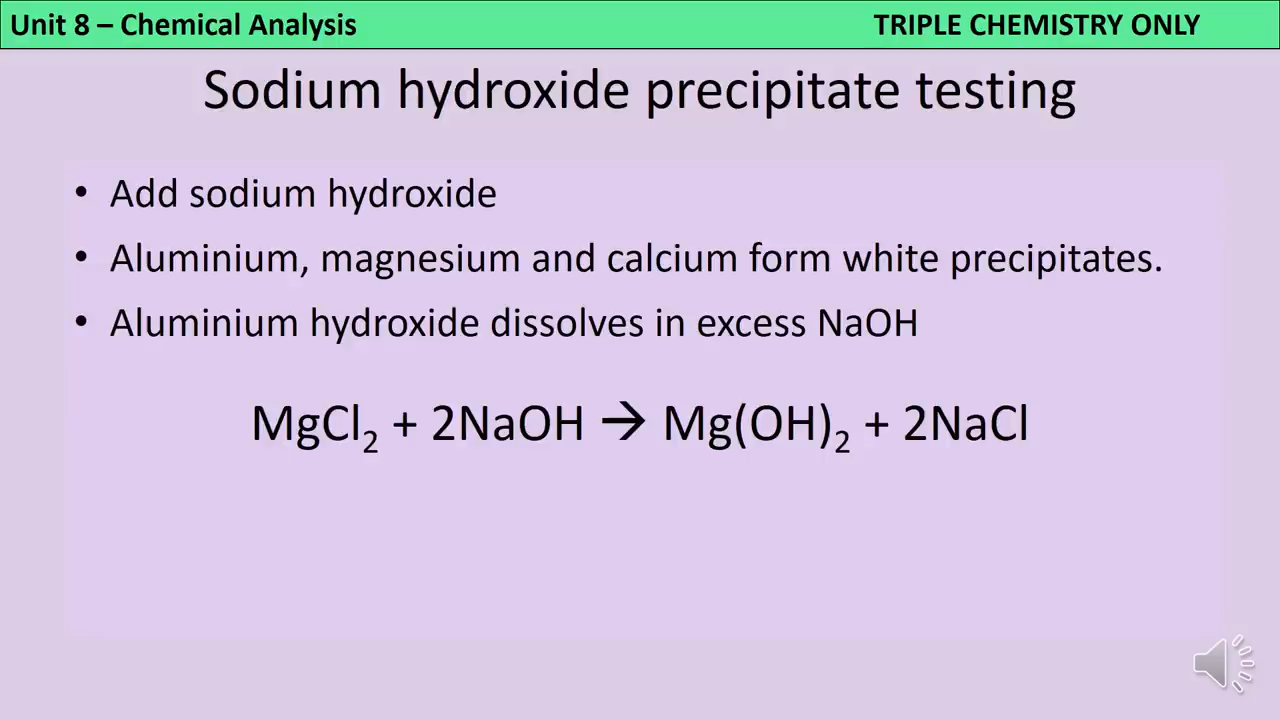 Unit 8 – Chemical Analysis
TRIPLE CHEMISTRY ONLY
Sodium hydroxide precipitate testing
• Add sodium hydroxide
• Aluminium, magnesium and calcium form white precipitates.
• Aluminium hydroxide dissolves in excess NaOH
MgCl₂ + 2NaOH → Mg(OH)₂ + 2NaCl